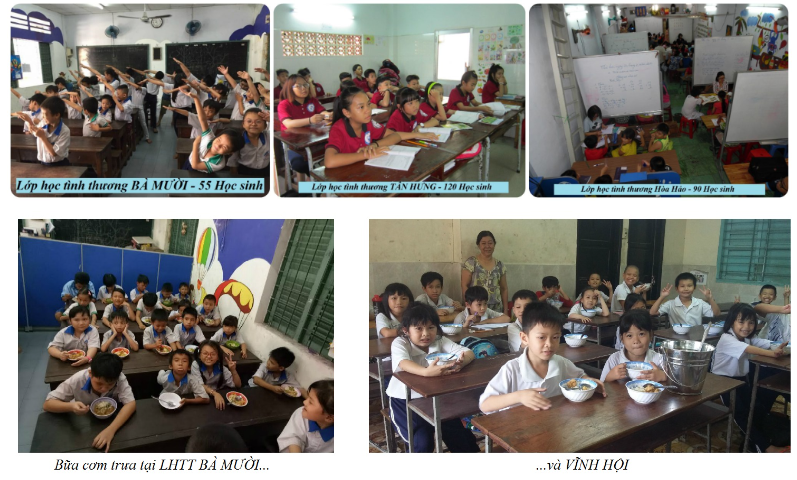 Lớp học tình thương BÀ MƯỜI - 55 Học sinh
Lớp học tình thương TÂN HƯNG - 120 Học sinh
Lớp học tình thương Hòa Hảo - 90 Học sinh
Bữa cơm trưa tại LHTT BÀ MƯỜI...
...và VĨNH HỘI